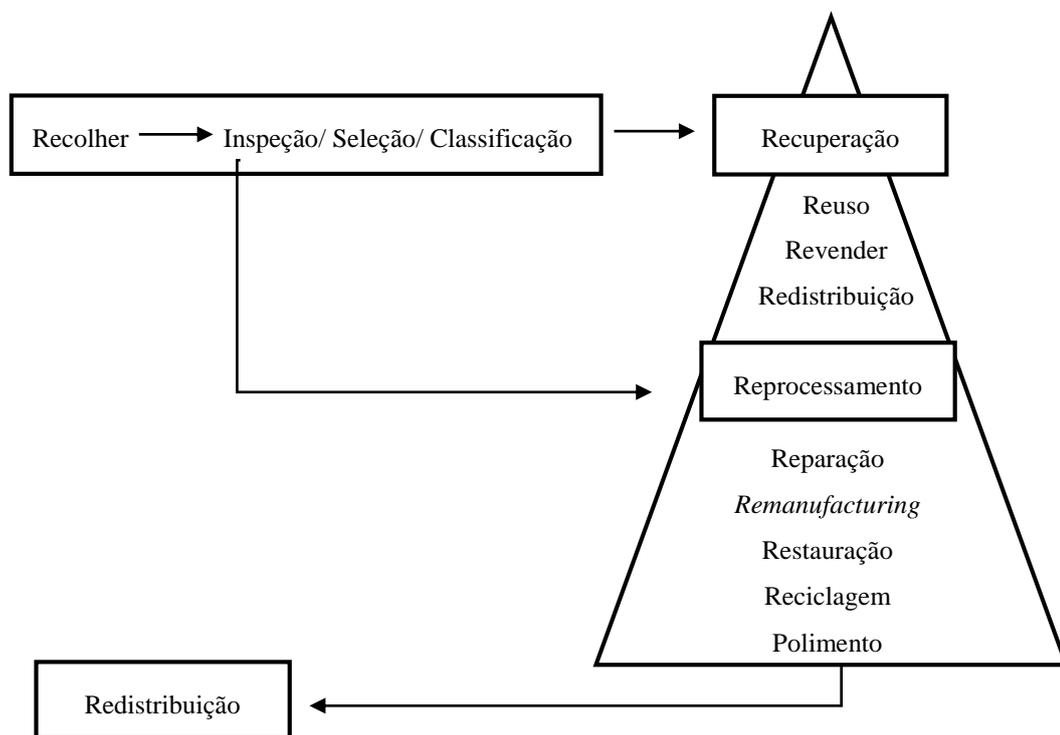 Recolher Inspeção/ Seleção/ Classificação
Recuperação
Reuso
Revender
Redistribuição
Reprocessamento
Reparação
Remanufacturing
Restauração
Reciclagem
Polimento
Redistribuição